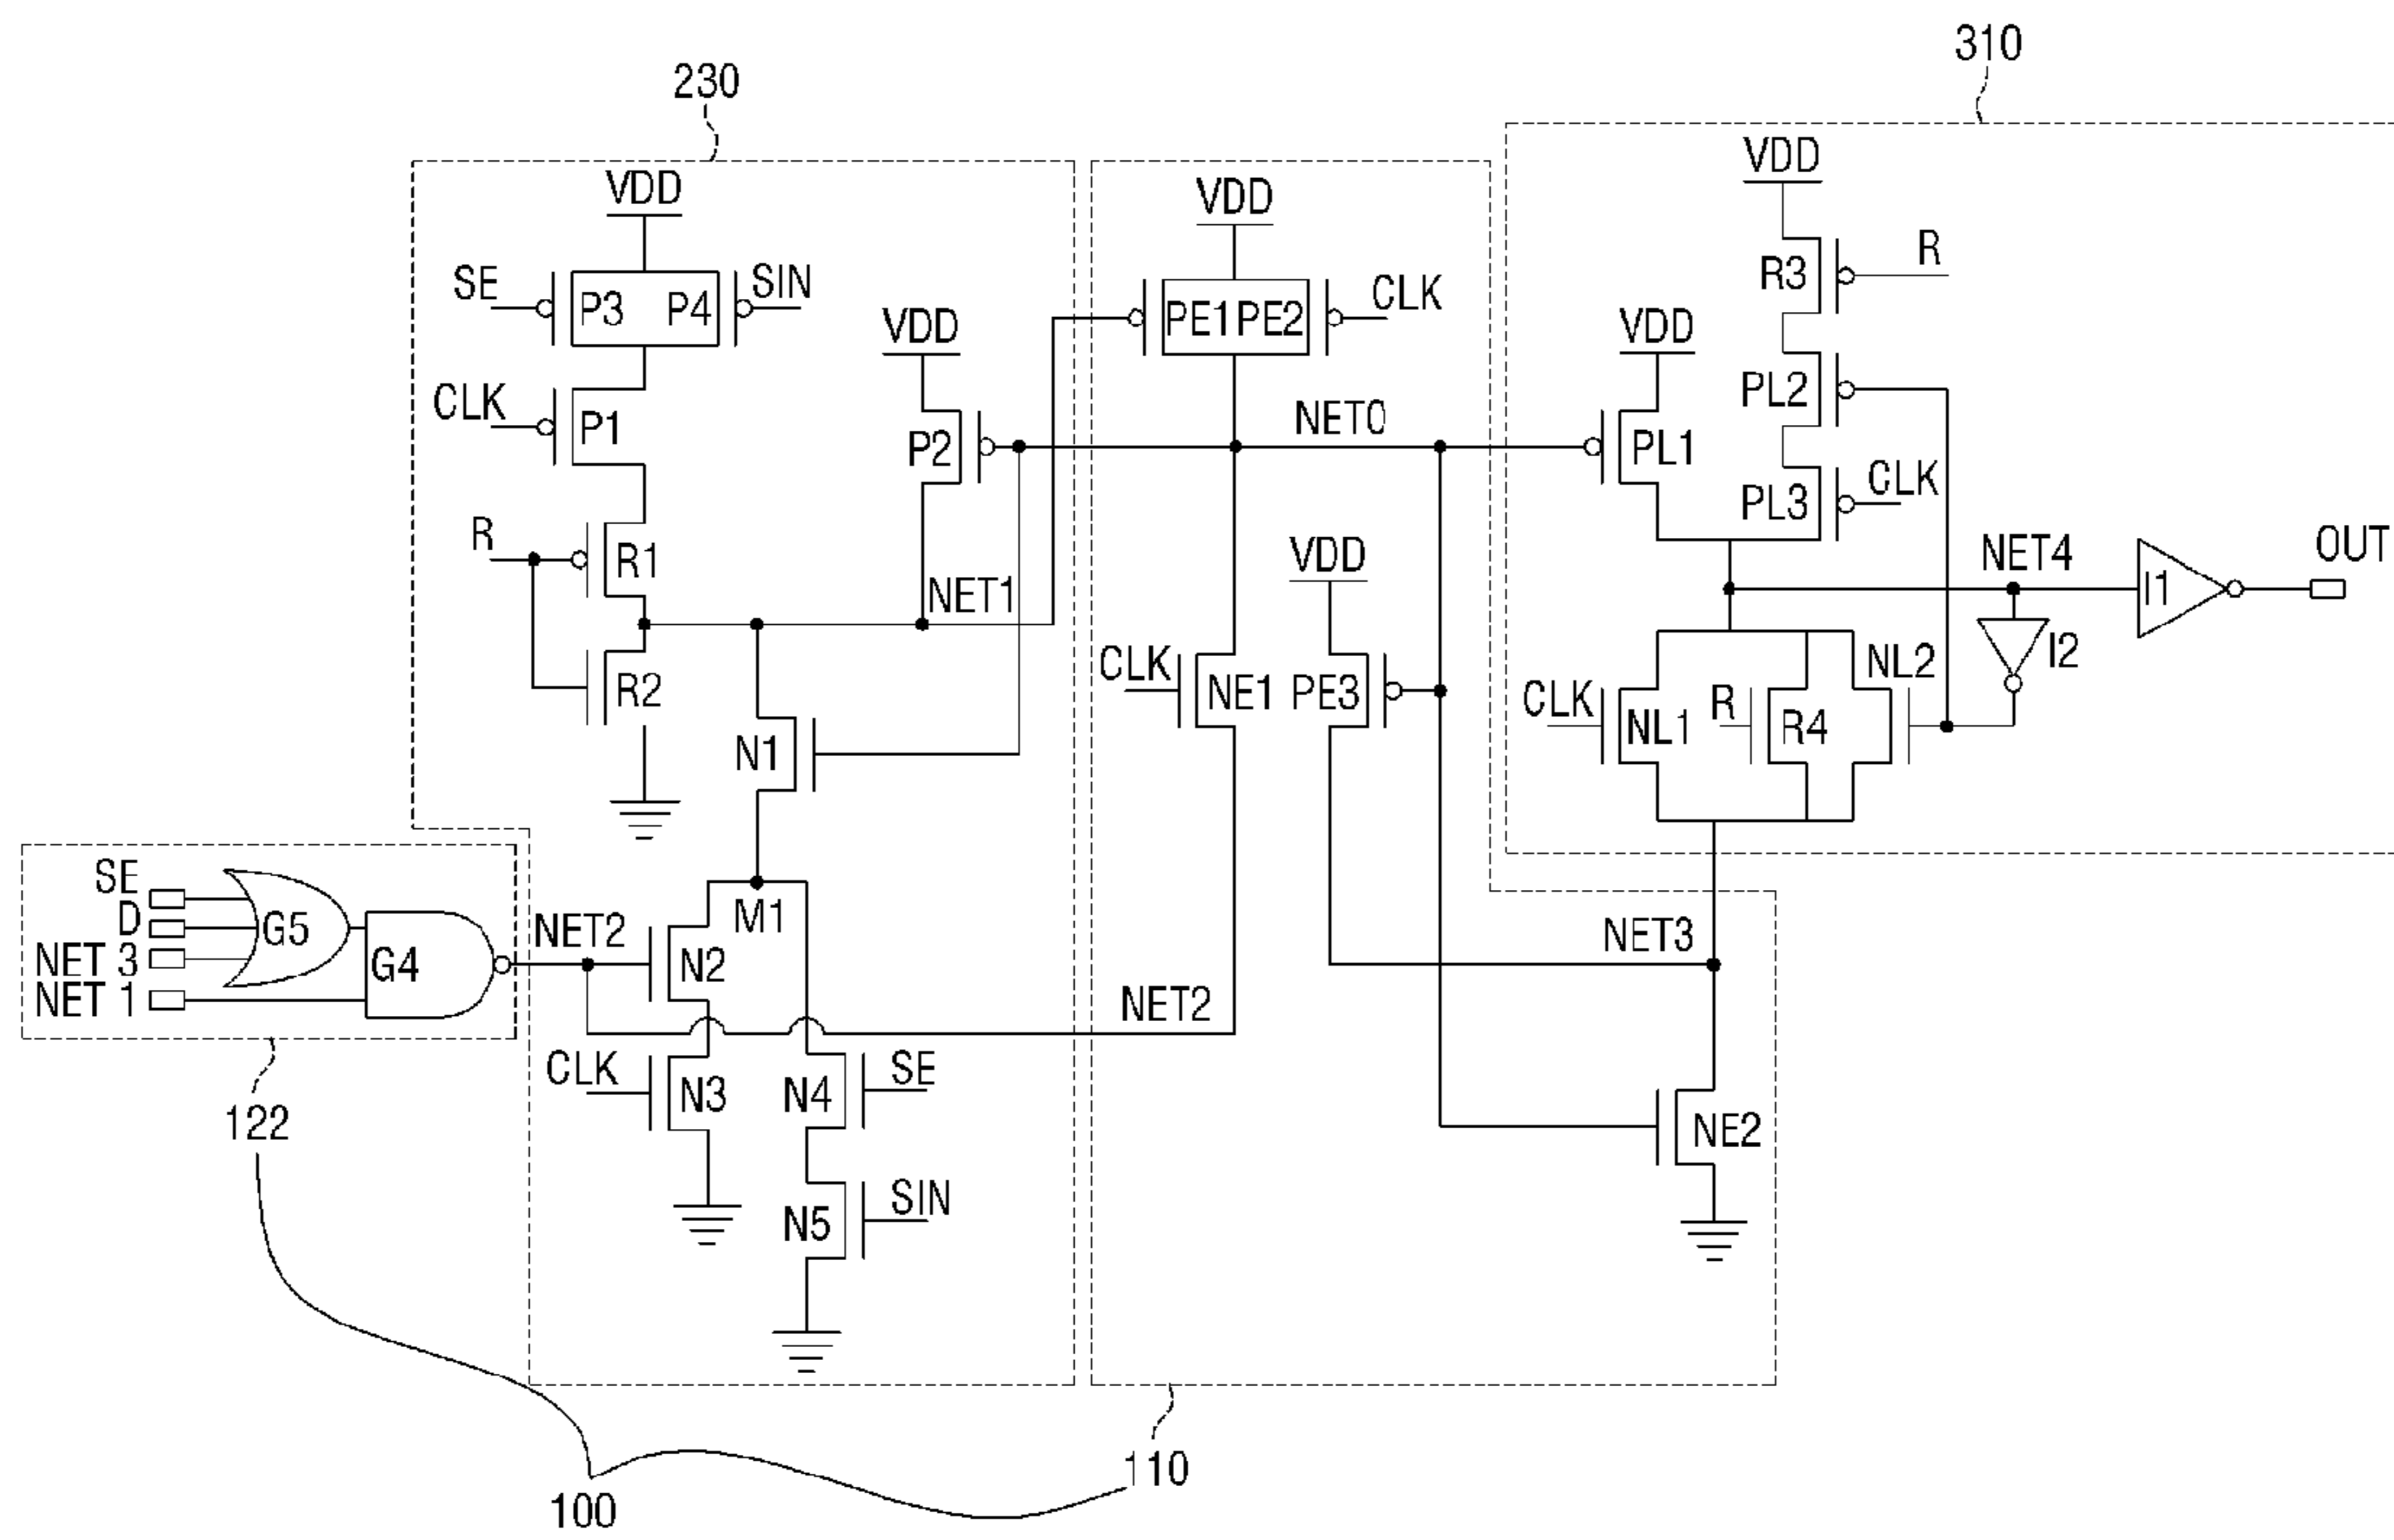 310
230
VDD
VDD
VDD
SE P3 P4 SIN
R3 R
PE1 PE2 CLK
VDD
VDD
CLK P1
PL2
NET0
P2
PL1
CLK
PL3
R R1
VDD
NET4
OUT
I1
NET1
I2
R2
CLK NE1
PE3
NL2
CLK NL1 R R4
N1
SE
D
NET 3
NET 1
G5
G4
NET2
M1
N2
NET3
NET2
CLK N3
N4 SE
122
NE2
N5 SIN
110
100